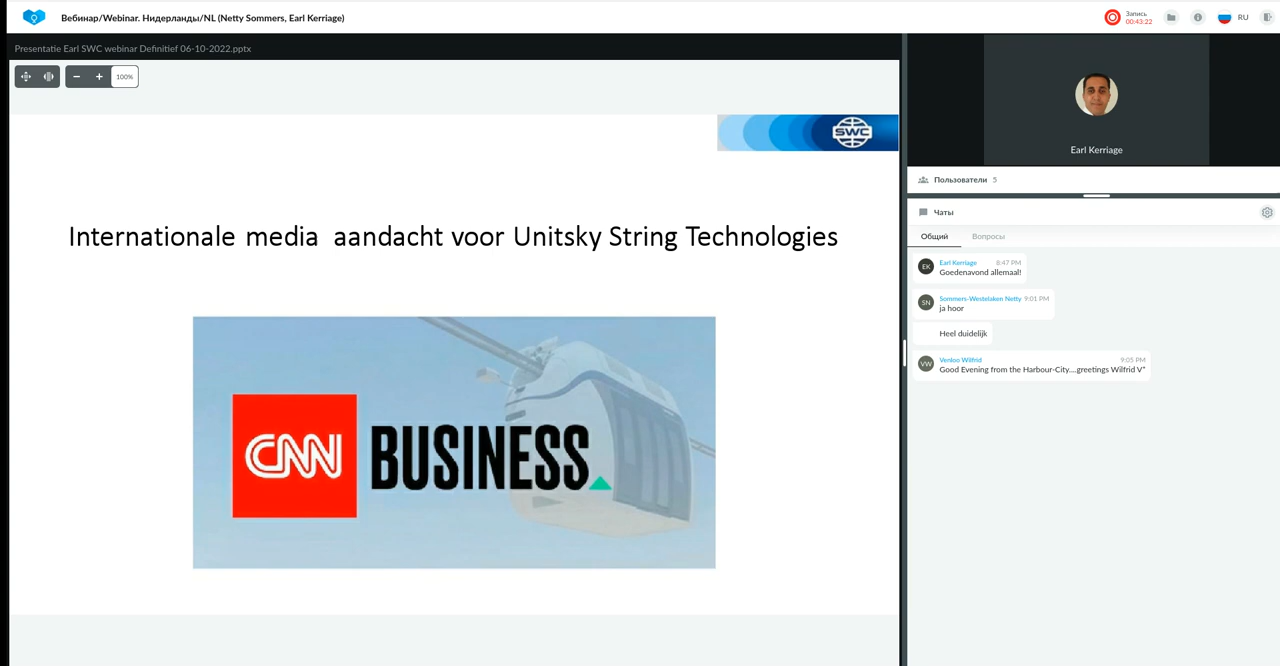 Вебинар/Webinar. Нидерланды/NL (Netty Sommers, Earl Kerriage)
Запись
00:43:22
RU
Presentatie Earl SWC webinar Definitief 06-10-2022.pptx
100%
SWC
Internationale media aandacht voor Unitsky String Technologies
CNN BUSINESS
Earl Kerriage
Пользователи 5
Чаты
Общий Вопросы
EK
Earl Kerriage 8:47 PM
Goedenavond allemaal!
SN
Sommers-Westelaken Netty 9:01 PM
ja hoor
Heel duidelijk
VW
Venloo Wilfrid 9:05 PM
Good Evening from the Harbour-City....greetings Wilfrid V"